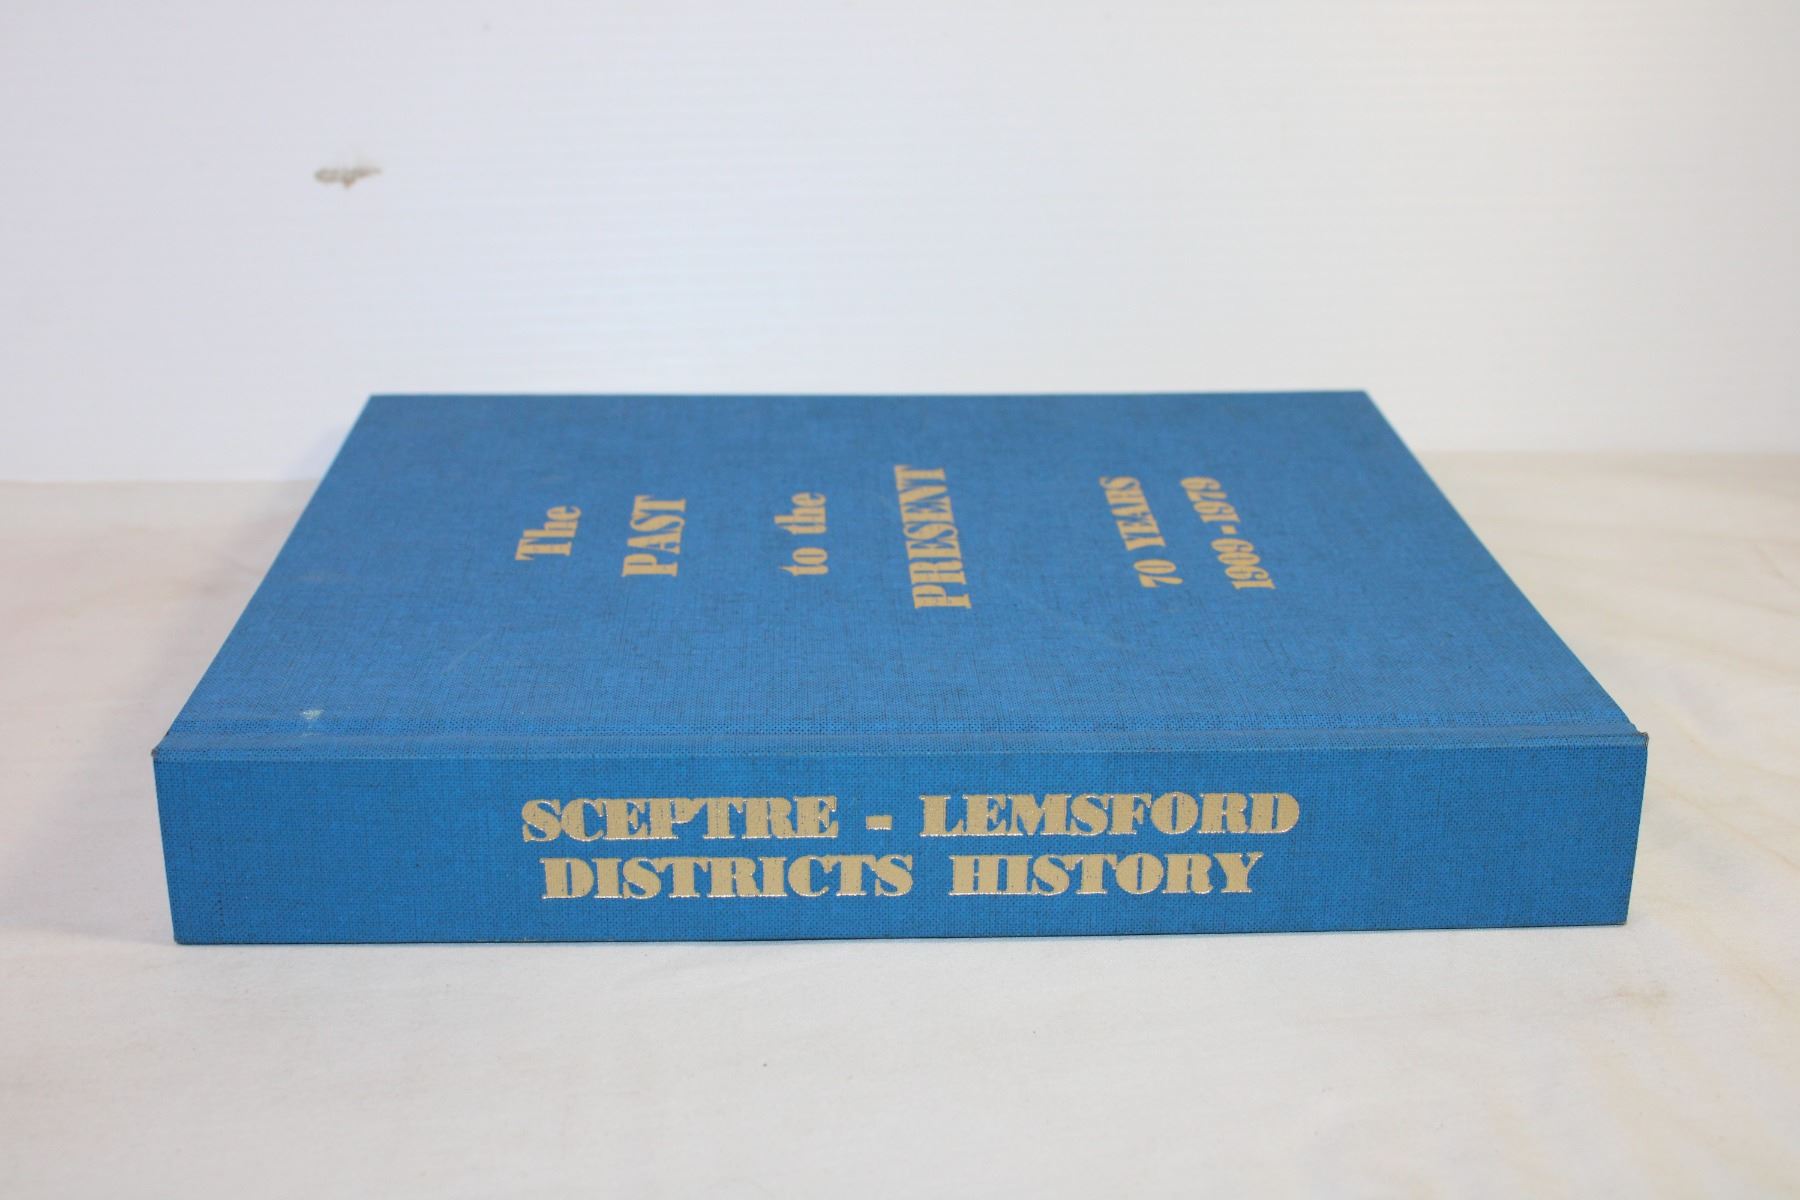 The
PAST
to the
PRESENT
70 YEARS
1909-1979
SCEPTRE - LEMSFORD
DISTRICTS HISTORY